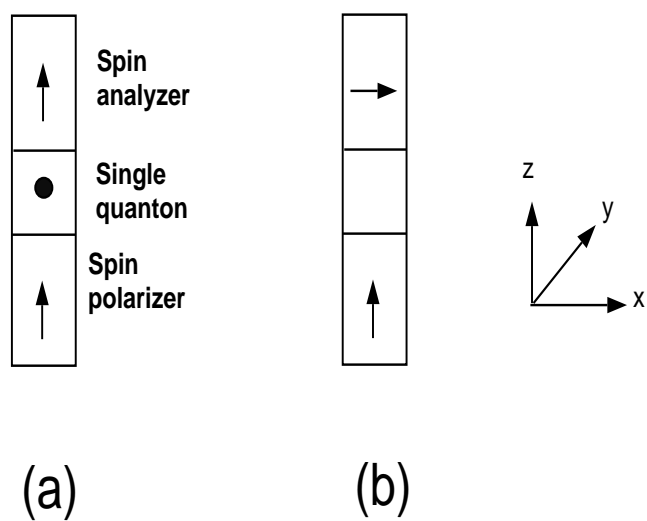 Spin
analyzer
Single
quanton
Spin
polarizer
z
y
x
(a)
(b)